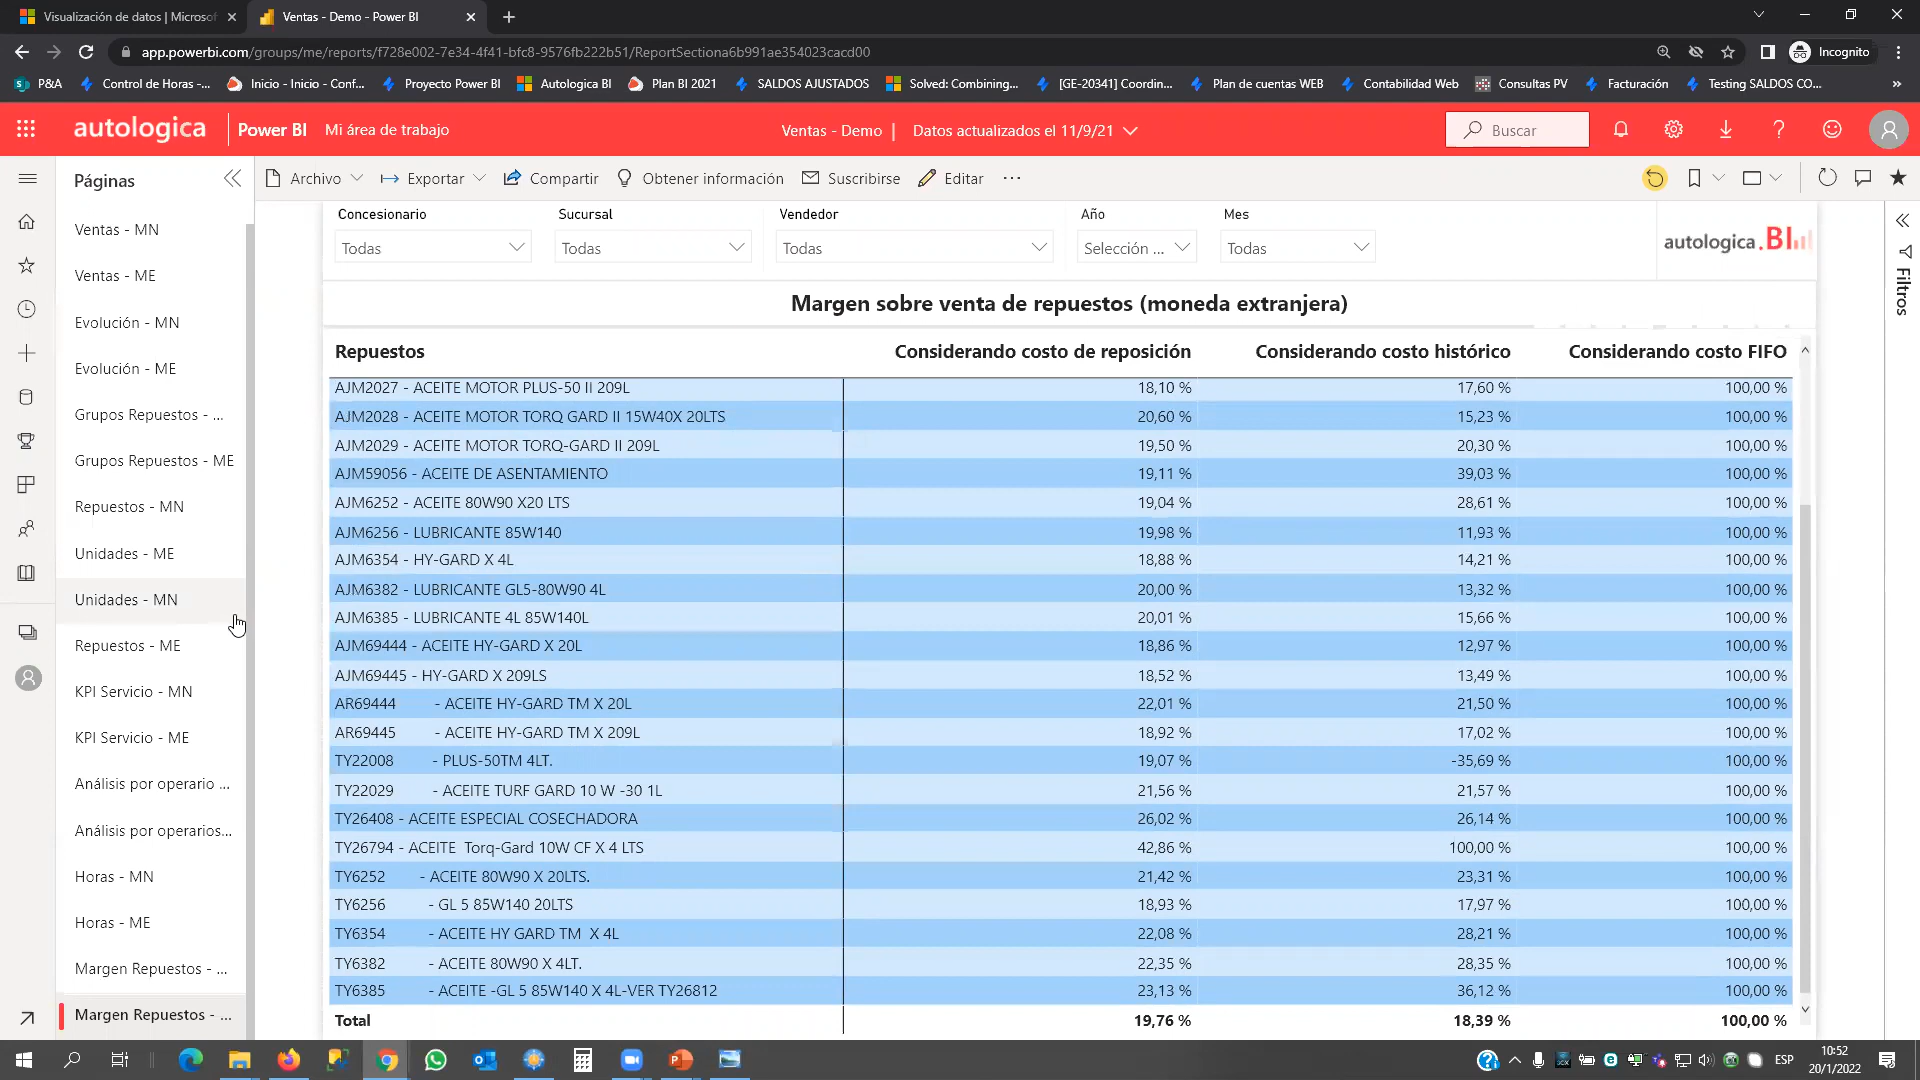 Visualización de datos | Microsof
Ventas - Demo - Power BI
app.powerbi.com/groups/me/reports/f728e002-7e34-4f41-bfc8-9576fb222b51/ReportSectiona6b991ae354023cacd00
Incognito
P&A
Control de Horas -...
Inicio - Inicio - Conf...
Proyecto Power BI
Autologica BI
Plan BI 2021
SALDOS AJUSTADOS
Solved: Combining...
[GE-20341] Coordin...
Plan de cuentas WEB
Contabilidad Web
Consultas PV
Facturación
Testing SALDOS CO...
autologica
Power BI
Mi área de trabajo
Ventas - Demo |
Datos actualizados el 11/9/21
Buscar
Páginas
Archivo
Exportar
Compartir
Obtener información
Suscribirse
Editar
Ventas - MN
Ventas - ME
Evolución - MN
Evolución - ME
Grupos Repuestos - ...
Grupos Repuestos - ME
Repuestos - MN
Unidades - ME
Unidades - MN
Repuestos - ME
KPI Servicio - MN
KPI Servicio - ME
Análisis por operario ...
Análisis por operarios...
Horas - MN
Horas - ME
Margen Repuestos - ...
Margen Repuestos - ...
Concesionario
Sucursal
Vendedor
Año
Mes
Todas
Todas
Todas
Selección ...
Todas
autologica.BI
Filtros
Margen sobre venta de repuestos (moneda extranjera)
Repuestos Considerando costo de reposición Considerando costo histórico Considerando costo FIFO
AJM2027 - ACEITE MOTOR PLUS-50 II 209L 18,10 % 17,60 % 100,00 %
AJM2028 - ACEITE MOTOR TORQ GARD II 15W40X 20LTS 20,60 % 15,23 % 100,00 %
AJM2029 - ACEITE MOTOR TORQ-GARD II 209L 19,50 % 20,30 % 100,00 %
AJM59056 - ACEITE DE ASENTAMIENTO 19,11 % 39,03 % 100,00 %
AJM6252 - ACEITE 80W90 X20 LTS 19,04 % 28,61 % 100,00 %
AJM6256 - LUBRICANTE 85W140 19,98 % 11,93 % 100,00 %
AJM6354 - HY-GARD X 4L 18,88 % 14,21 % 100,00 %
AJM6382 - LUBRICANTE GL5-80W90 4L 20,00 % 13,32 % 100,00 %
AJM6385 - LUBRICANTE 4L 85W140L 20,01 % 15,66 % 100,00 %
AJM69444 - ACEITE HY-GARD X 20L 18,86 % 12,97 % 100,00 %
AJM69445 - HY-GARD X 209LS 18,52 % 13,49 % 100,00 %
AR69444 - ACEITE HY-GARD TM X 20L 22,01 % 21,50 % 100,00 %
AR69445 - ACEITE HY-GARD TM X 209L 18,92 % 17,02 % 100,00 %
TY22008 - PLUS-50TM 4LT. 19,07 % -35,69 % 100,00 %
TY22029 - ACEITE TURF GARD 10 W -30 1L 21,56 % 21,57 % 100,00 %
TY26408 - ACEITE ESPECIAL COSECHADORA 26,02 % 26,14 % 100,00 %
TY26794 - ACEITE Torq-Gard 10W CF X 4 LTS 42,86 % 100,00 % 100,00 %
TY6252 - ACEITE 80W90 X 20LTS. 21,42 % 23,31 % 100,00 %
TY6256 - GL 5 85W140 20LTS 18,93 % 17,97 % 100,00 %
TY6354 - ACEITE HY GARD TM X 4L 22,08 % 28,21 % 100,00 %
TY6382 - ACEITE 80W90 X 4LT. 22,35 % 28,35 % 100,00 %
TY6385 - ACEITE -GL 5 85W140 X 4L-VER TY26812 23,13 % 36,12 % 100,00 %
Total 19,76 % 18,39 % 100,00 %
ESP
10:52
20/1/2022